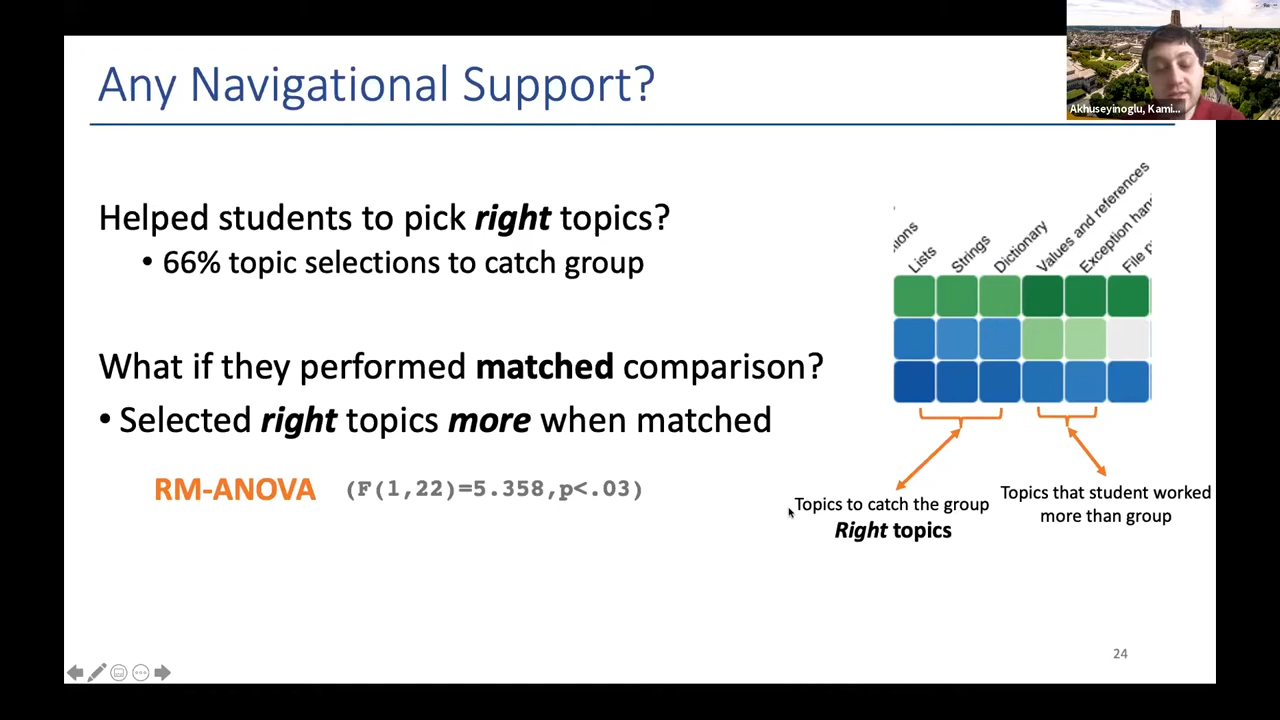 Any Navigational Support?
Akhuseyinoglu, Kami...
Helped students to pick right topics?
• 66% topic selections to catch group
What if they performed matched comparison?
• Selected right topics more when matched
RM-ANOVA (F(1,22)=5.358,p<.03)
Lists
Strings
Dictionary
Values and references
Exception han
File
Topics to catch the group
Right topics
Topics that student worked
more than group
24